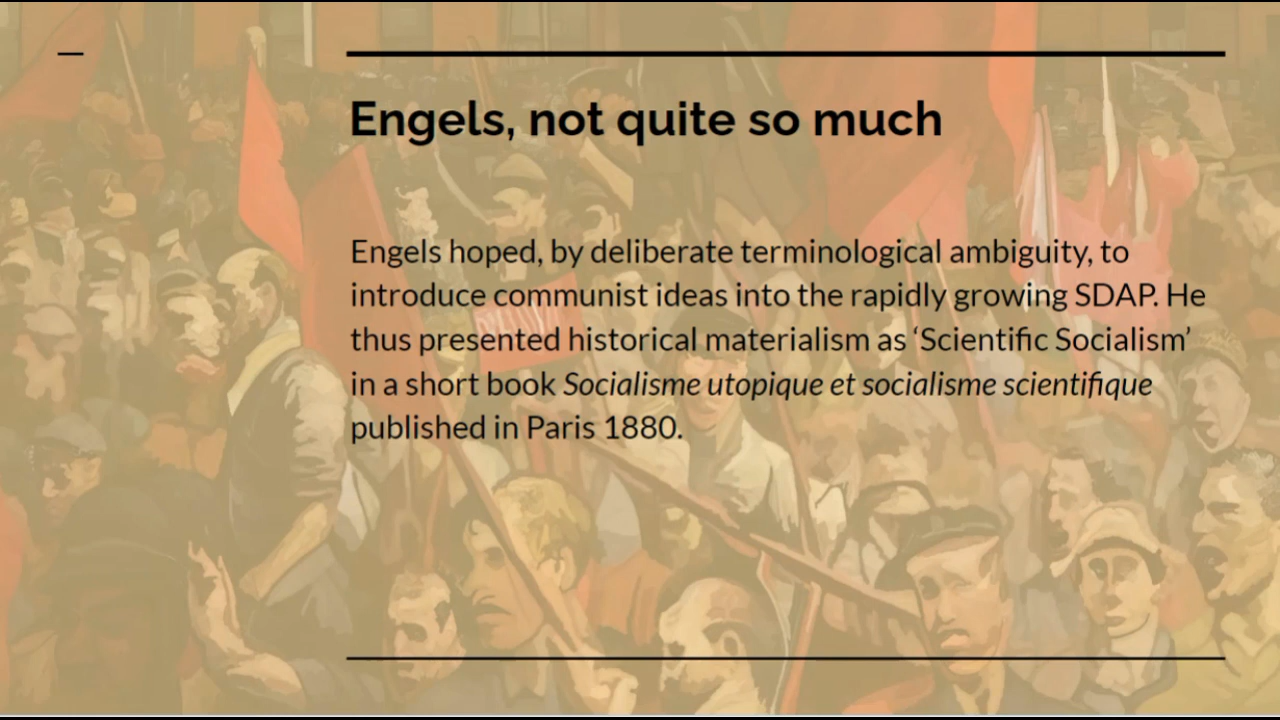 Engels, not quite so much
Engels hoped, by deliberate terminological ambiguity, to
introduce communist ideas into the rapidly growing SDAP. He
thus presented historical materialism as ‘Scientific Socialism’
in a short book Socialisme utopique et socialisme scientifique
published in Paris 1880.